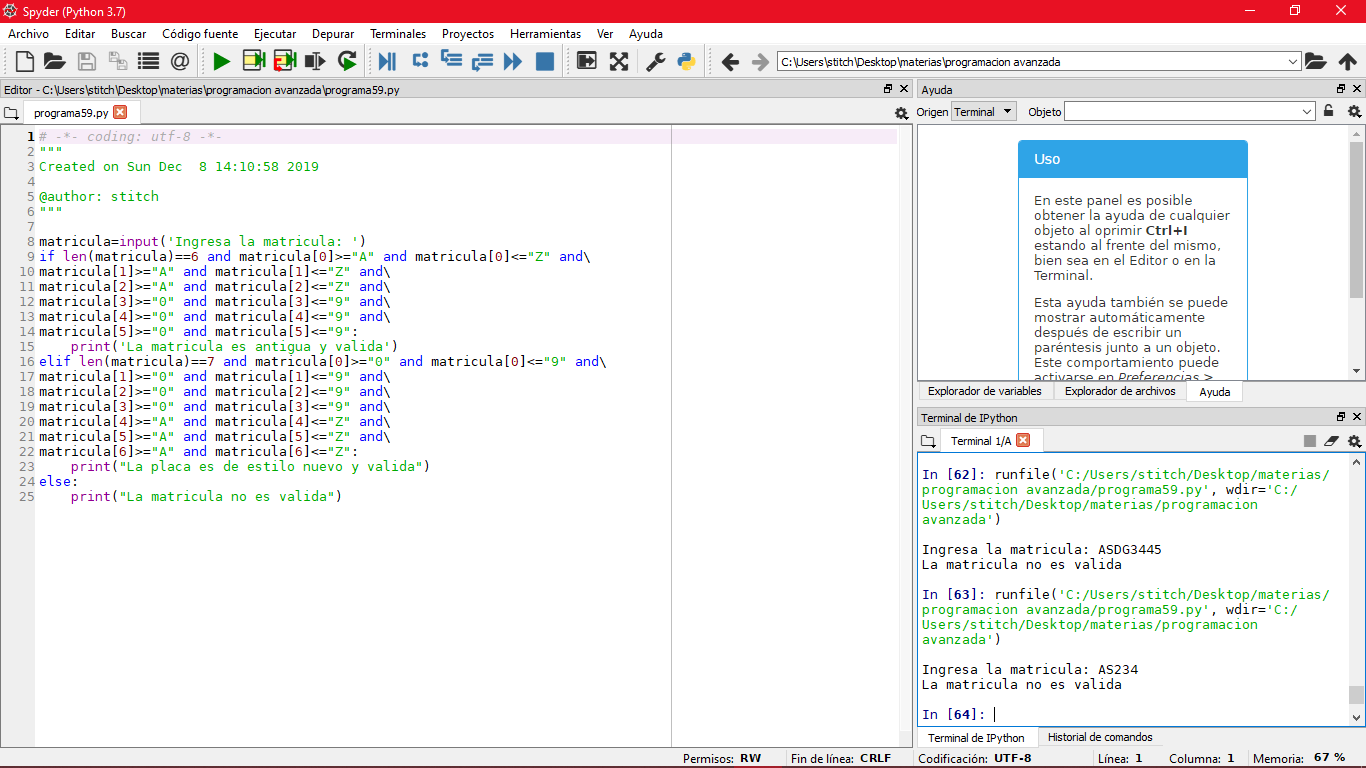 Spyder (Python 3.7)
Archivo Editar Buscar Código fuente Ejecutar Depurar Terminales Proyectos Herramientas Ver Ayuda
C:\Users\stitch\Desktop\materias\programacion avanzada
Editor - C:\Users\stitch\Desktop\materias\programacion avanzada\programa59.py
programa59.py
1 # -*- coding: utf-8 -*-
2 """
3 Created on Sun Dec  8 14:10:58 2019
4
5 @author: stitch
6 """
7
8 matricula=input('Ingresa la matricula: ')
9 if len(matricula)==6 and matricula[0]>="A" and matricula[0]<="Z" and\
10 matricula[1]>="A" and matricula[1]<="Z" and\
11 matricula[2]>="A" and matricula[2]<="Z" and\
12 matricula[3]>="0" and matricula[3]<="9" and\
13 matricula[4]>="0" and matricula[4]<="9" and\
14 matricula[5]>="0" and matricula[5]<="9":
15     print('La matricula es antigua y valida')
16 elif len(matricula)==7 and matricula[0]>="0" and matricula[0]<="9" and\
17 matricula[1]>="0" and matricula[1]<="9" and\
18 matricula[2]>="0" and matricula[2]<="9" and\
19 matricula[3]>="0" and matricula[3]<="9" and\
20 matricula[4]>="A" and matricula[4]<="Z" and\
21 matricula[5]>="A" and matricula[5]<="Z" and\
22 matricula[6]>="A" and matricula[6]<="Z":
23     print("La placa es de estilo nuevo y valida")
24 else:
25     print("La matricula no es valida")
Ayuda
Origen Terminal Objeto
Uso
En este panel es posible
obtener la ayuda de cualquier
objeto al oprimir Ctrl+I
estando al frente del mismo,
bien sea en el Editor o en la
Terminal.
Esta ayuda también se puede
mostrar automáticamente
después de escribir un
paréntesis junto a un objeto.
Este comportamiento puede
activarse en Preferencias >
Explorador de variables Explorador de archivos Ayuda
Terminal de IPython
Terminal 1/A
In [62]: runfile('C:/Users/stitch/Desktop/materias/
programacion avanzada/programa59.py', wdir='C:/
Users/stitch/Desktop/materias/programacion
avanzada')
Ingresa la matricula: ASDG3445
La matricula no es valida
In [63]: runfile('C:/Users/stitch/Desktop/materias/
programacion avanzada/programa59.py', wdir='C:/
Users/stitch/Desktop/materias/programacion
avanzada')
Ingresa la matricula: AS234
La matricula no es valida
In [64]:
Terminal de IPython Historial de comandos
Permisos: RW Fin de línea: CRLF Codificación: UTF-8 Línea: 1 Columna: 1 Memoria: 67 %